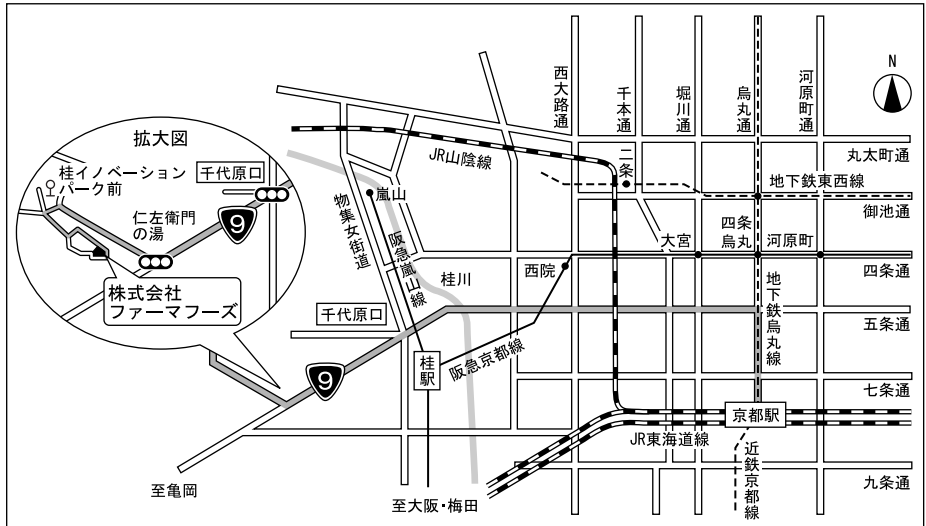 西大路通
千本通
堀川通
烏丸通
河原町通
N
丸太町通
JR山陰線
二条
地下鉄東西線
御池通
嵐山
物集女街道
阪急嵐山線
桂川
西院
大宮
四条
烏丸
河原町
四条通
地下鉄烏丸線
五条通
千代原口
9
桂駅
阪急京都線
七条通
京都駅
JR東海道線
近鉄京都線
九条通
至亀岡
至大阪・梅田
拡大図
桂イノベーション
パーク前
千代原口
仁左衛門
の湯
9
株式会社
ファーマフーズ